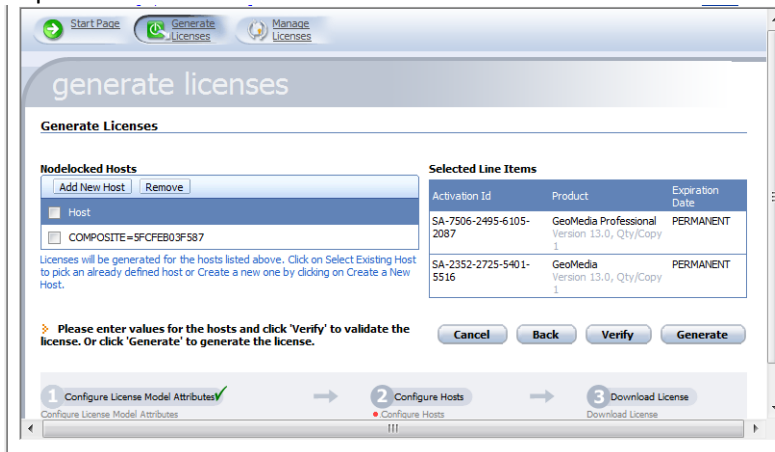 Start Page
Generate
Licenses
Manage
Licenses
generate licenses
Generate Licenses
Nodelocked Hosts
Add New Host
Remove
Host
COMPOSITE=5FCFEB03F587
Licenses will be generated for the hosts listed above. Click on Select Existing Host
to pick an already defined host or Create a new one by clicking on Create a New
Host.
Selected Line Items
Activation Id
Product
Expiration
Date
SA-7506-2495-6105-
2087
GeoMedia Professional
Version 13.0, Qty/Copy
1
PERMANENT
SA-2352-2725-5401-
5516
GeoMedia
Version 13.0, Qty/Copy
1
PERMANENT
Please enter values for the hosts and click 'Verify' to validate the
license. Or click 'Generate' to generate the license.
Cancel
Back
Verify
Generate
1 Configure License Model Attributes
Configure License Model Attributes
2 Configure Hosts
Configure Hosts
3 Download License
Download License